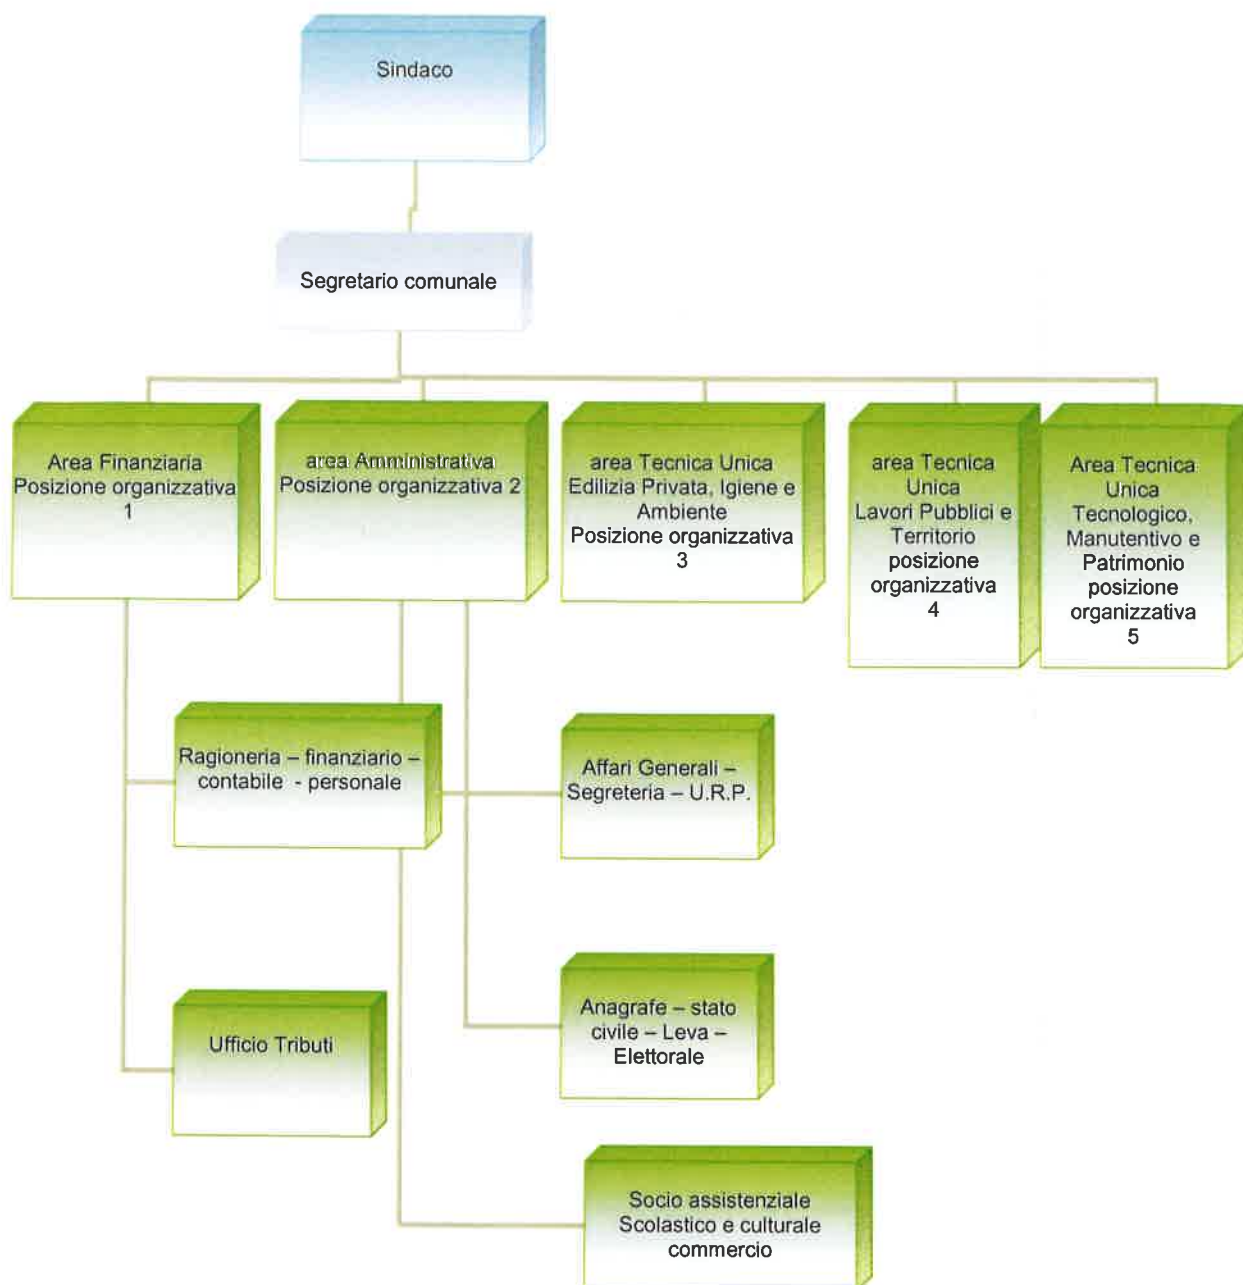 Sindaco
Segretario comunale
Area Finanziaria
Posizione organizzativa
1
area Amministrativa
Posizione organizzativa 2
area Tecnica Unica
Edilizia Privata, Igiene e
Ambiente
Posizione organizzativa
3
area Tecnica
Unica
Lavori Pubblici e
Territorio
posizione
organizzativa
4
Area Tecnica
Unica
Tecnologico,
Manutentivo e
Patrimonio
posizione
organizzativa
5
Ragioneria – finanziario –
contabile - personale
Affari Generali –
Segreteria – U.R.P.
Ufficio Tributi
Anagrafe – stato
civile – Leva –
Elettorale
Socio assistenziale
Scolastico e culturale
commercio